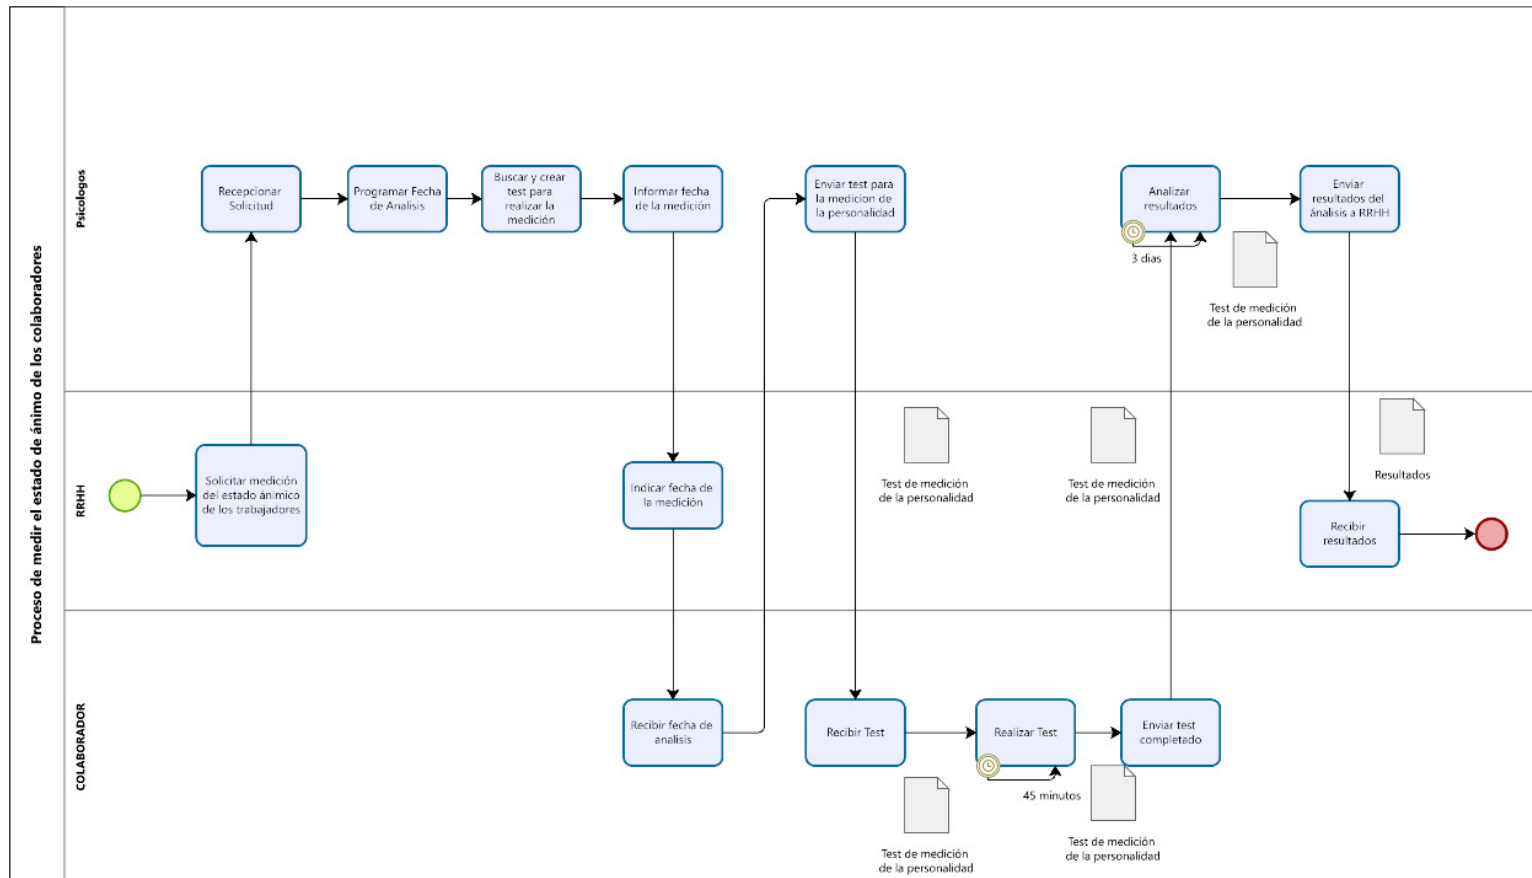 Proceso de medir el estado de ánimo de los colaboradores
Psicologos
Recepcionar
Solicitud
Programar Fecha
de Analisis
Buscar y crear
test para
realizar la
medición
Informar fecha
de la medición
Enviar test para
la medicion de
la personalidad
Analizar
resultados
3 dias
Enviar
resultados del
ánalisis a RRHH
Test de medición
de la personalidad
RRHH
Solicitar medición
del estado ánimico
de los trabajadores
Indicar fecha de
la medición
Test de medición
de la personalidad
Test de medición
de la personalidad
Resultados
Recibir
resultados
COLABORADOR
Recibir fecha de
analisis
Recibir Test
Realizar Test
45 minutos
Enviar test
completado
Test de medición
de la personalidad
Test de medición
de la personalidad